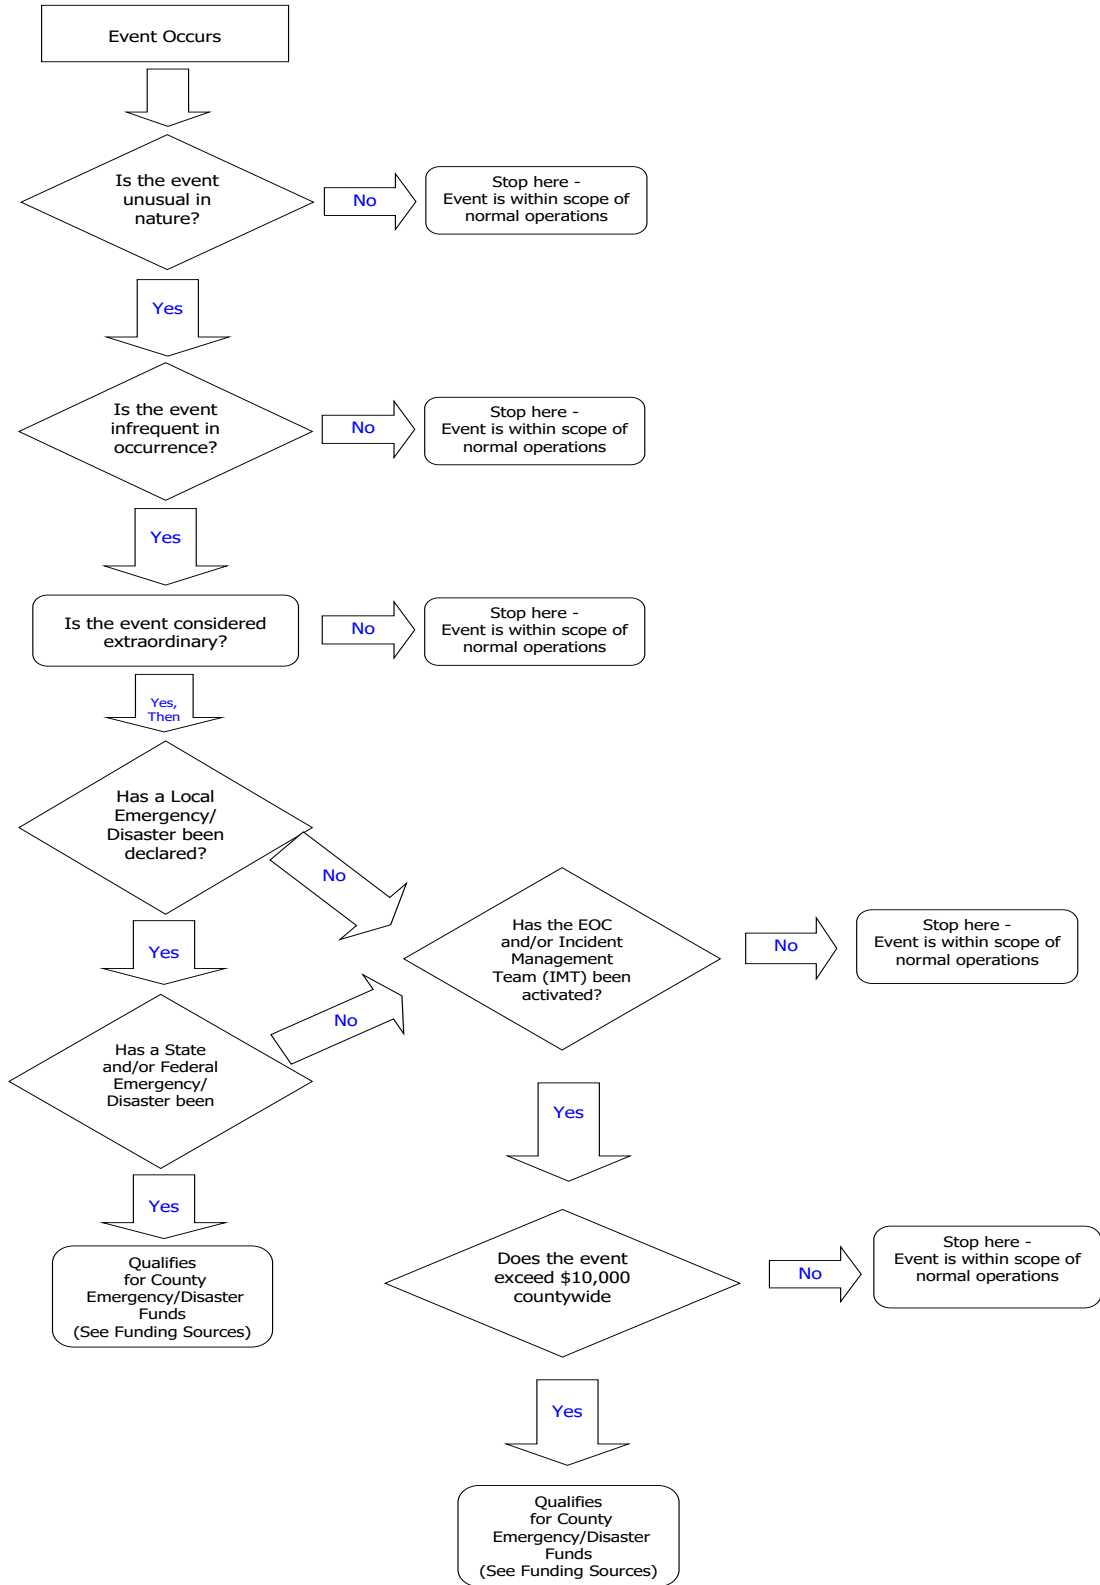 Event Occurs
Is the event
unusual in
nature?
No
Stop here -
Event is within scope of
normal operations
Yes
Is the event
infrequent in
occurrence?
No
Stop here -
Event is within scope of
normal operations
Yes
Is the event considered
extraordinary?
No
Stop here -
Event is within scope of
normal operations
Yes,
Then
Has a Local
Emergency/
Disaster been
declared?
No
Has the EOC
and/or Incident
Management
Team (IMT) been
activated?
No
Stop here -
Event is within scope of
normal operations
Yes
Has a State
and/or Federal
Emergency/
Disaster been
No
Yes
Yes
Qualifies
for County
Emergency/Disaster
Funds
(See Funding Sources)
Does the event
exceed $10,000
countywide
No
Stop here -
Event is within scope of
normal operations
Yes
Qualifies
for County
Emergency/Disaster
Funds
(See Funding Sources)